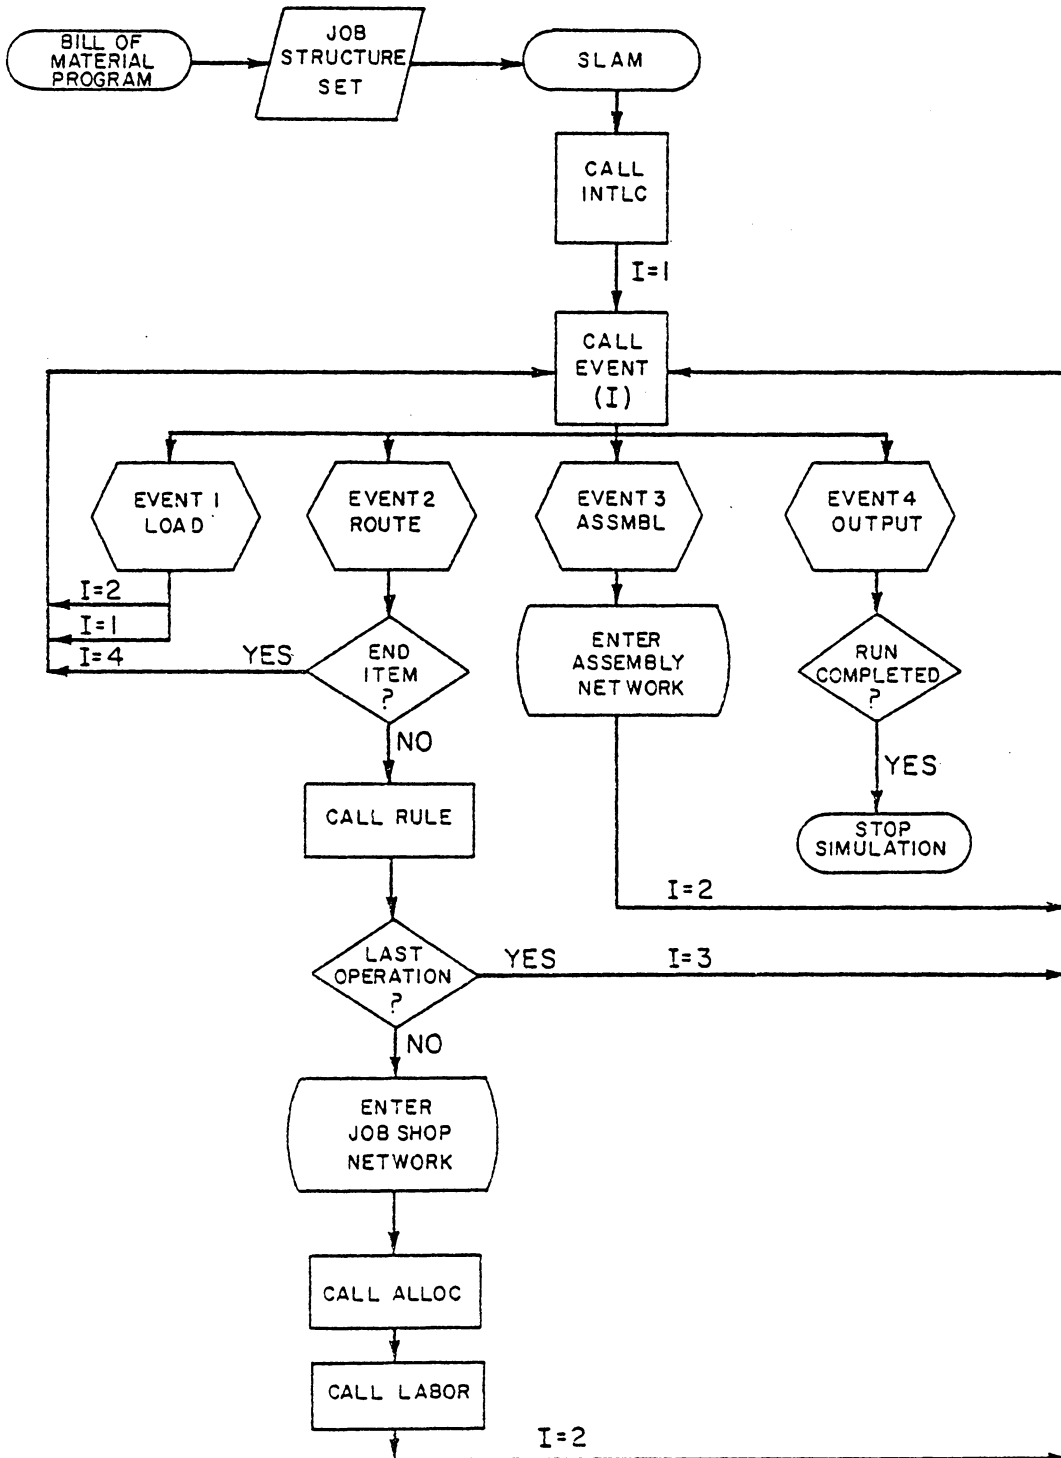 BILL OF
MATERIAL
PROGRAM
JOB
STRUCTURE
SET
SLAM
CALL
INTLC
I=1
CALL
EVENT
(I)
EVENT 1
LOAD
EVENT 2
ROUTE
EVENT 3
ASSMBL
EVENT 4
OUTPUT
I=2
I=1
I=4
YES
END
ITEM
?
ENTER
ASSEMBLY
NETWORK
RUN
COMPLETED
?
NO
YES
CALL RULE
STOP
SIMULATION
I=2
LAST
OPERATION
?
YES
I=3
NO
ENTER
JOB SHOP
NETWORK
CALL ALLOC
CALL LABOR
I=2